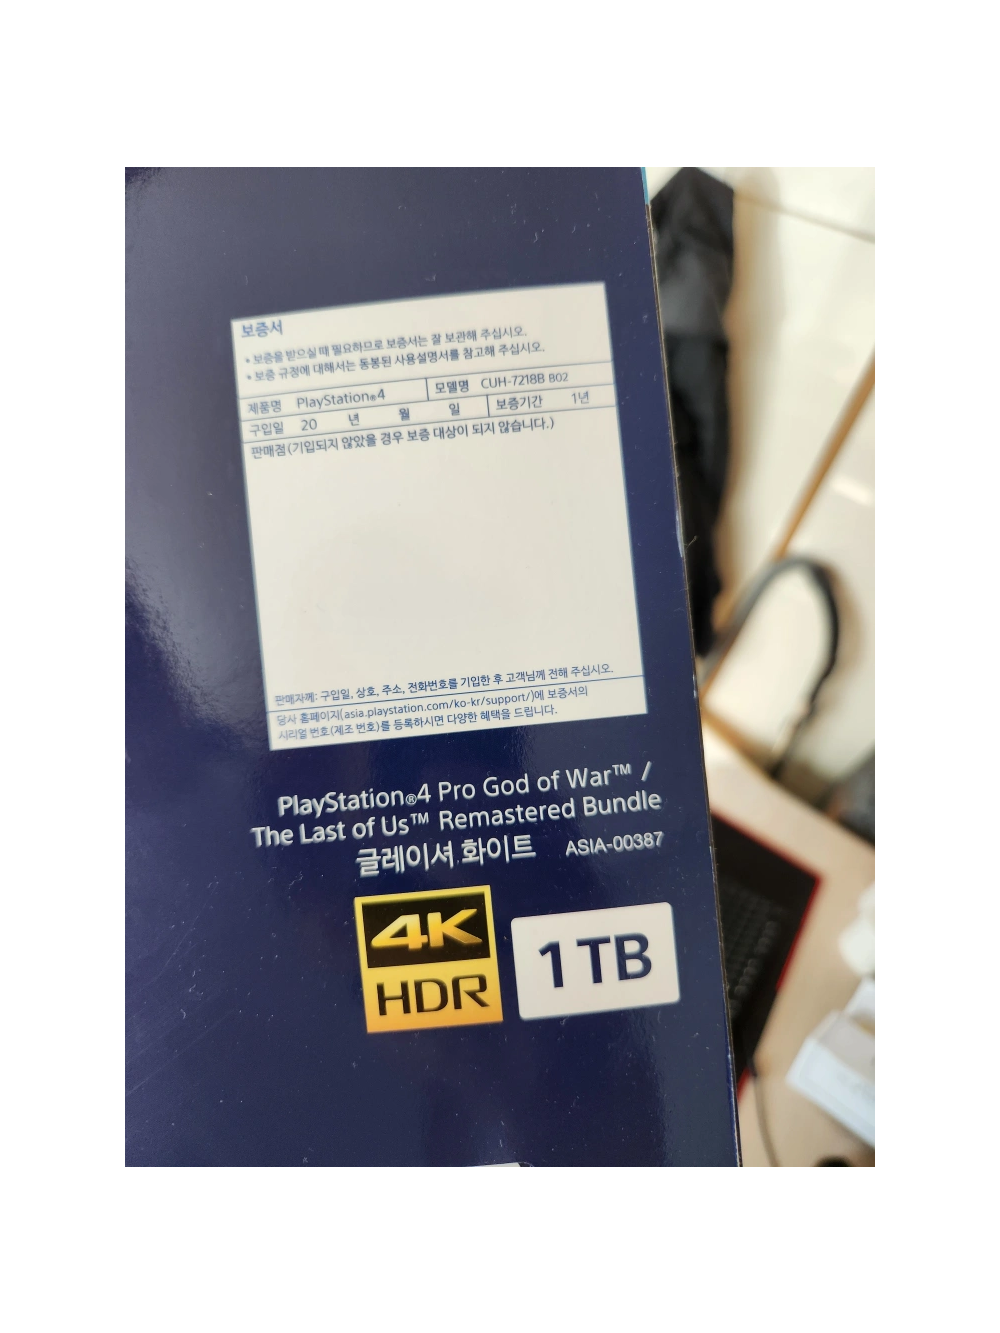 보증서
• 보증을 받으실 때 필요하므로 보증서는 잘 보관해 주십시오.
• 보증 규정에 대해서는 동봉된 사용설명서를 참고해 주십시오.
제품명 PlayStation®4 모델명 CUH-7218B B02
구입일 20 년 월 일 보증기간 1년
판매점(기입되지 않았을 경우 보증 대상이 되지 않습니다.)
판매자께: 구입일, 상호, 주소, 전화번호를 기입한 후 고객님께 전해 주십시오.
당사 홈페이지(asia.playstation.com/ko-kr/support/)에 보증서의
시리얼 번호(제조 번호)를 등록하시면 다양한 혜택을 드립니다.
PlayStation®4 Pro God of War™ /
The Last of Us™ Remastered Bundle
글레이셔 화이트 ASIA-00387
4K
HDR
1 TB